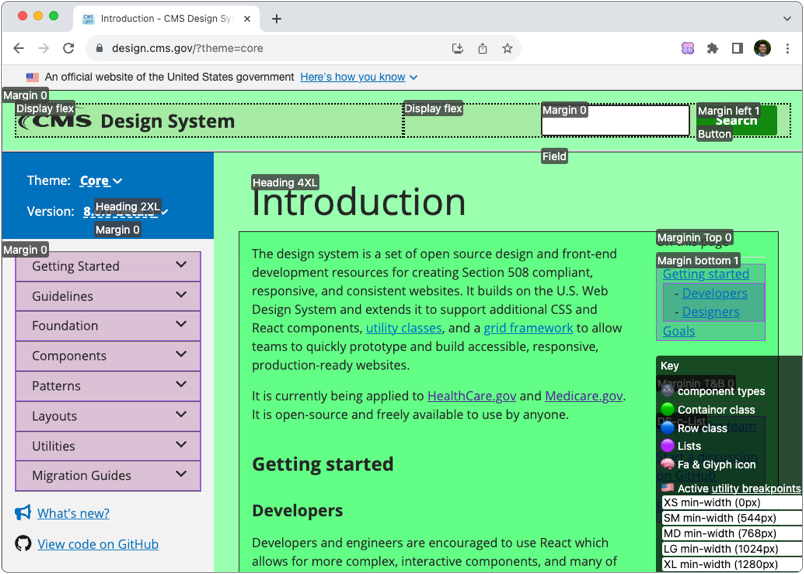 Introduction - CMS Design Sy
design.cms.gov/?theme=core
An official website of the United States government Here's how you know
Margin 0
Display flex
Display flex
Margin 0
Margin left 1
CMS Design System
Search
Button
Field
Theme: Core
Heading 4XL
Version:
Heading 2XL
Introduction
Margin 0
Marginin Top 0
Margin 0
Margin bottom 1
Getting Started
Guidelines
Foundation
Components
Patterns
Layouts
Utilities
Migration Guides
What's new?
View code on GitHub
The design system is a set of open source design and front-end
development resources for creating Section 508 compliant,
responsive, and consistent websites. It builds on the U.S. Web
Design System and extends it to support additional CSS and
React components, utility classes, and a grid framework to allow
teams to quickly prototype and build accessible, responsive,
production-ready websites.
It is currently being applied to HealthCare.gov and Medicare.gov.
It is open-source and freely available to use by anyone.
Getting started
Developers
Developers and engineers are encouraged to use React which
allows for more complex, interactive components, and many of
Getting started
- Developers
- Designers
Goals
Key
Marginin T&B 0
component types
Containor class
Row class
Lists
Fa & Glyph icon
Active utility breakpoints
XS min-width (0px)
SM min-width (544px)
MD min-width (768px)
LG min-width (1024px)
XL min-width (1280px)